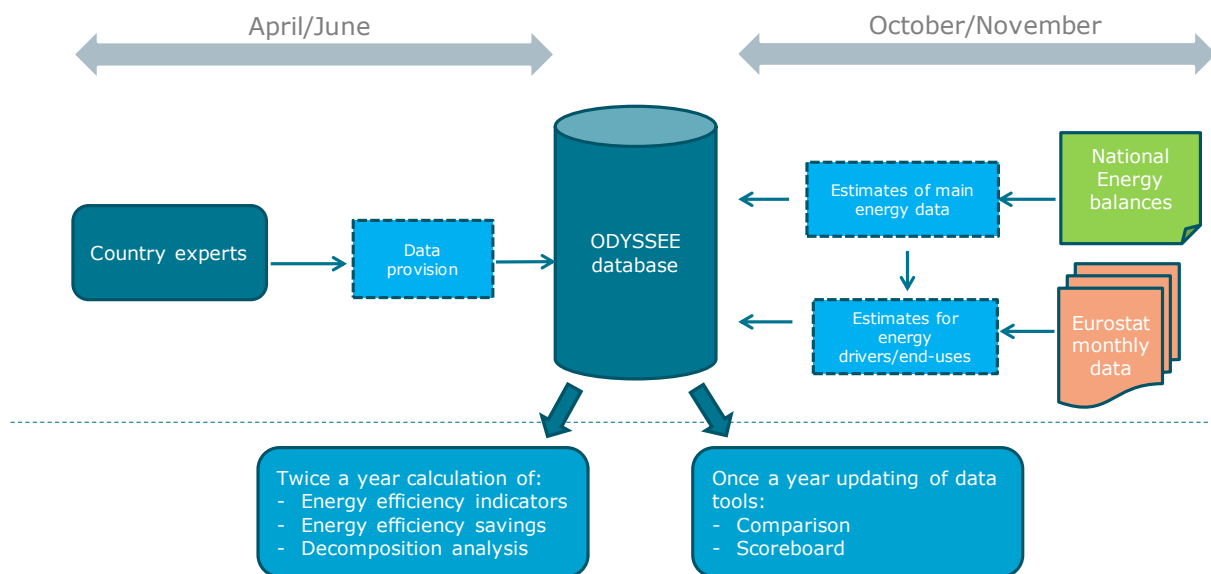 April/June
October/November
Country experts
Data
provision
ODYSSEE
database
Estimates of main
energy data
National
Energy
balances
Estimates for
energy
drivers/end-uses
Eurostat
monthly
data
Twice a year calculation of:
- Energy efficiency indicators
- Energy efficiency savings
- Decomposition analysis
Once a year updating of data
tools:
- Comparison
- Scoreboard